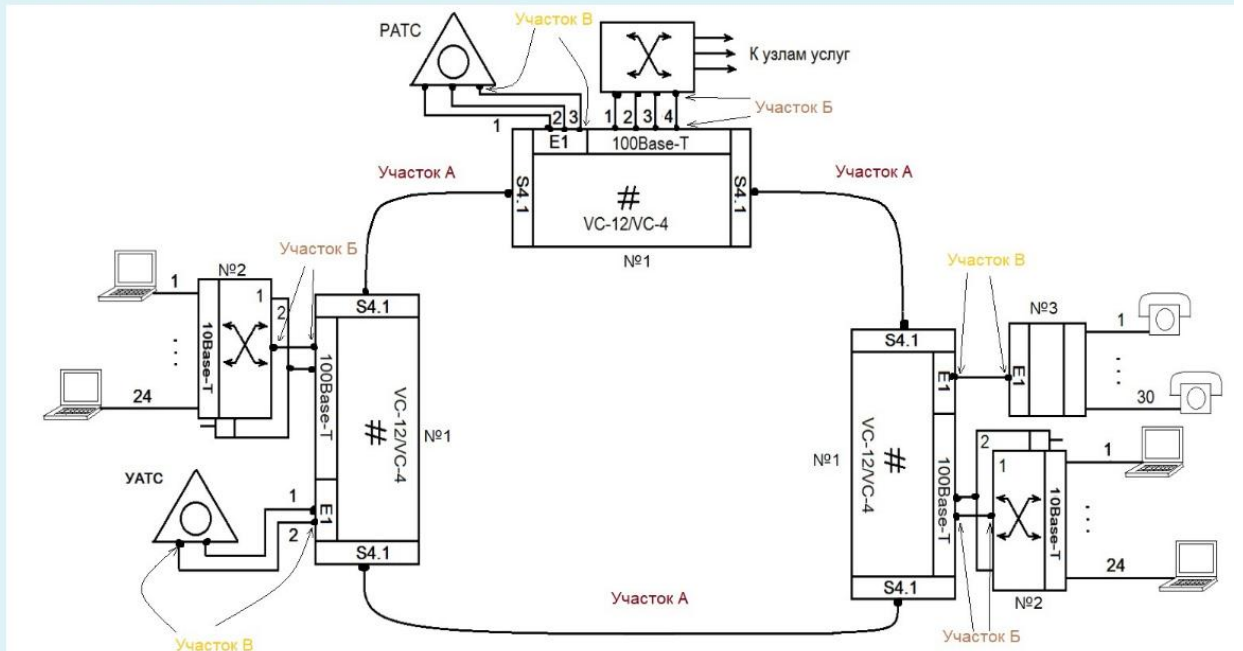 РАТС
Участок В
К узлам услуг
Участок Б
1
2
3
1
2
3
4
E1
100Base-T
Участок А
S4.1
#
VC-12/VC-4
S4.1
Участок А
№1
Участок Б
№2
1
1
2
10Base-T
...
24
S4.1
100Base-T
#
VC-12/VC-4
№1
E1
S4.1
УАТС
1
2
Участок В
Участок А
Участок В
S4.1
E1
№1
#
VC-12/VC-4
100Base-T
S4.1
№3
E1
1
...
30
2
1
10Base-T
1
...
24
№2
Участок Б